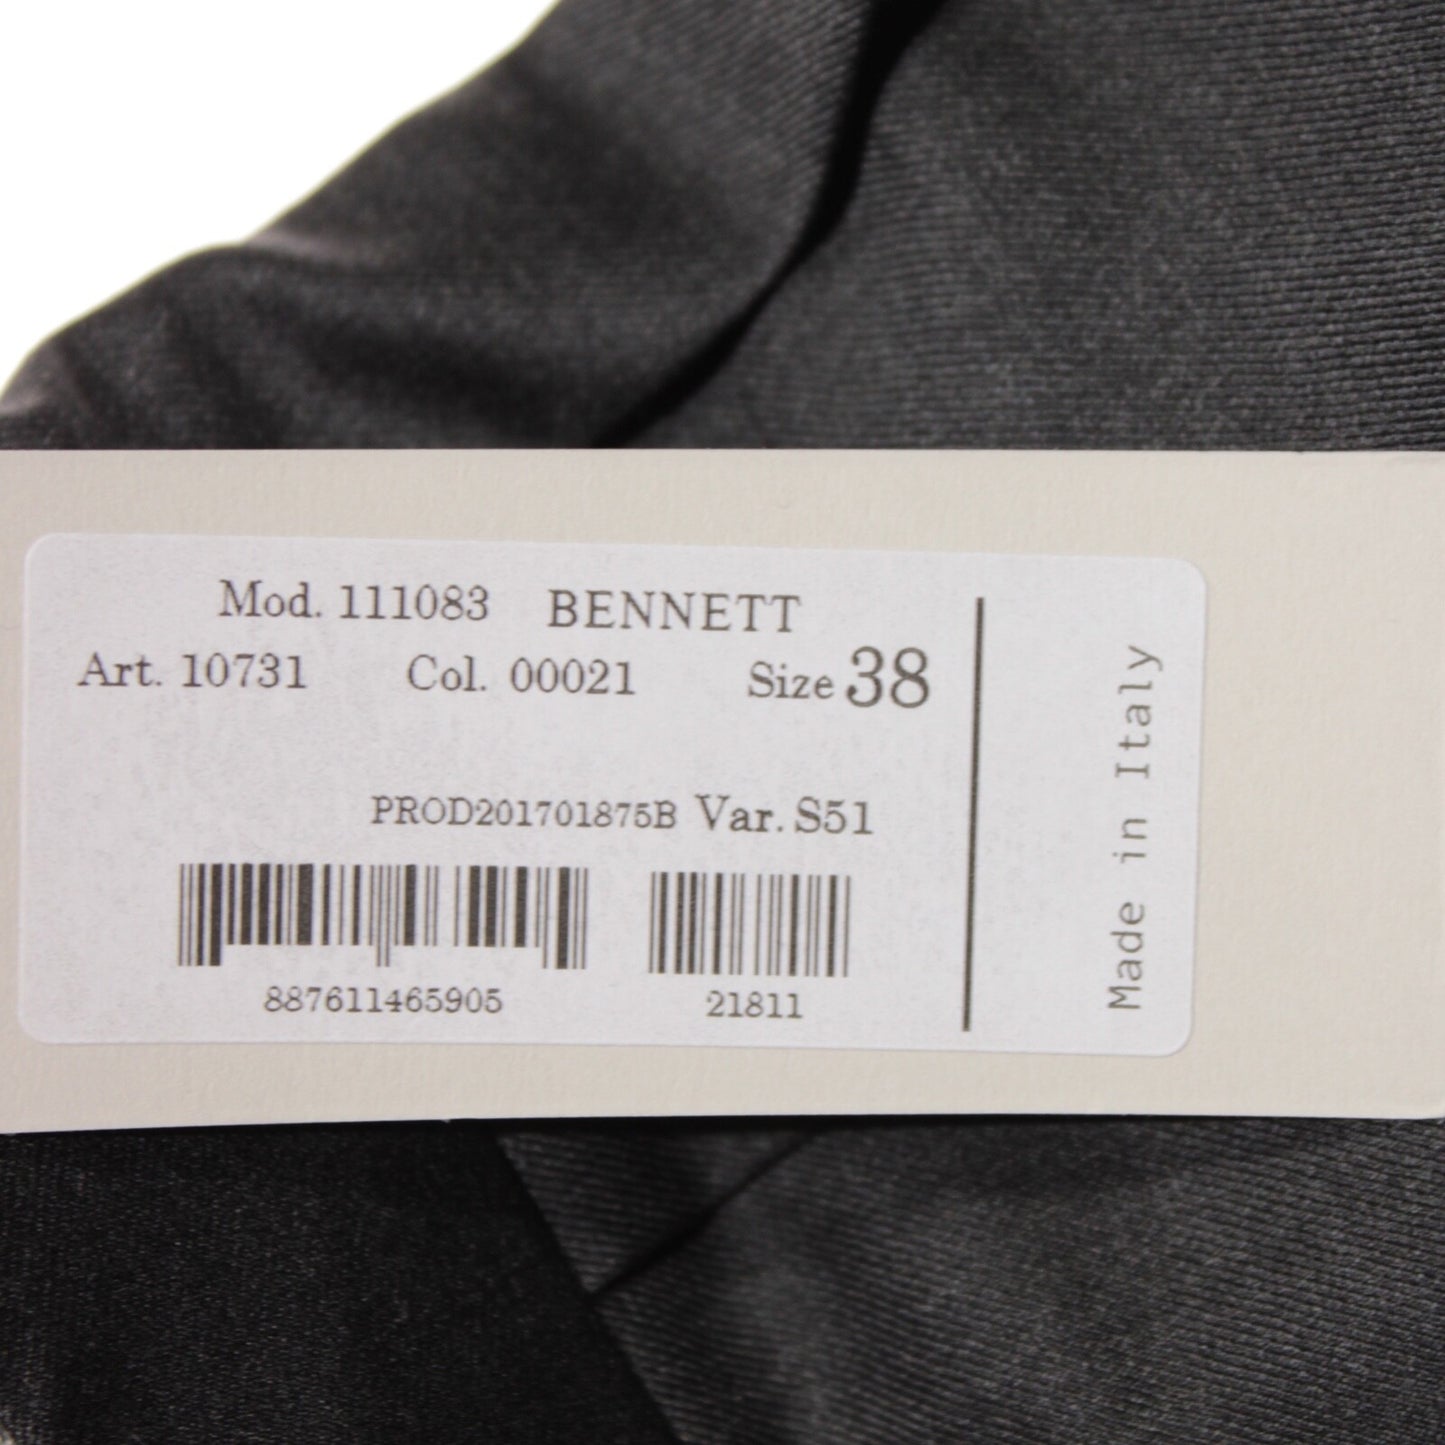 Mod. 111083 BENNETT
Art. 10731 Col. 00021 Size 38
PROD201701875B Var. S51
887611465905 21811
Made in Italy